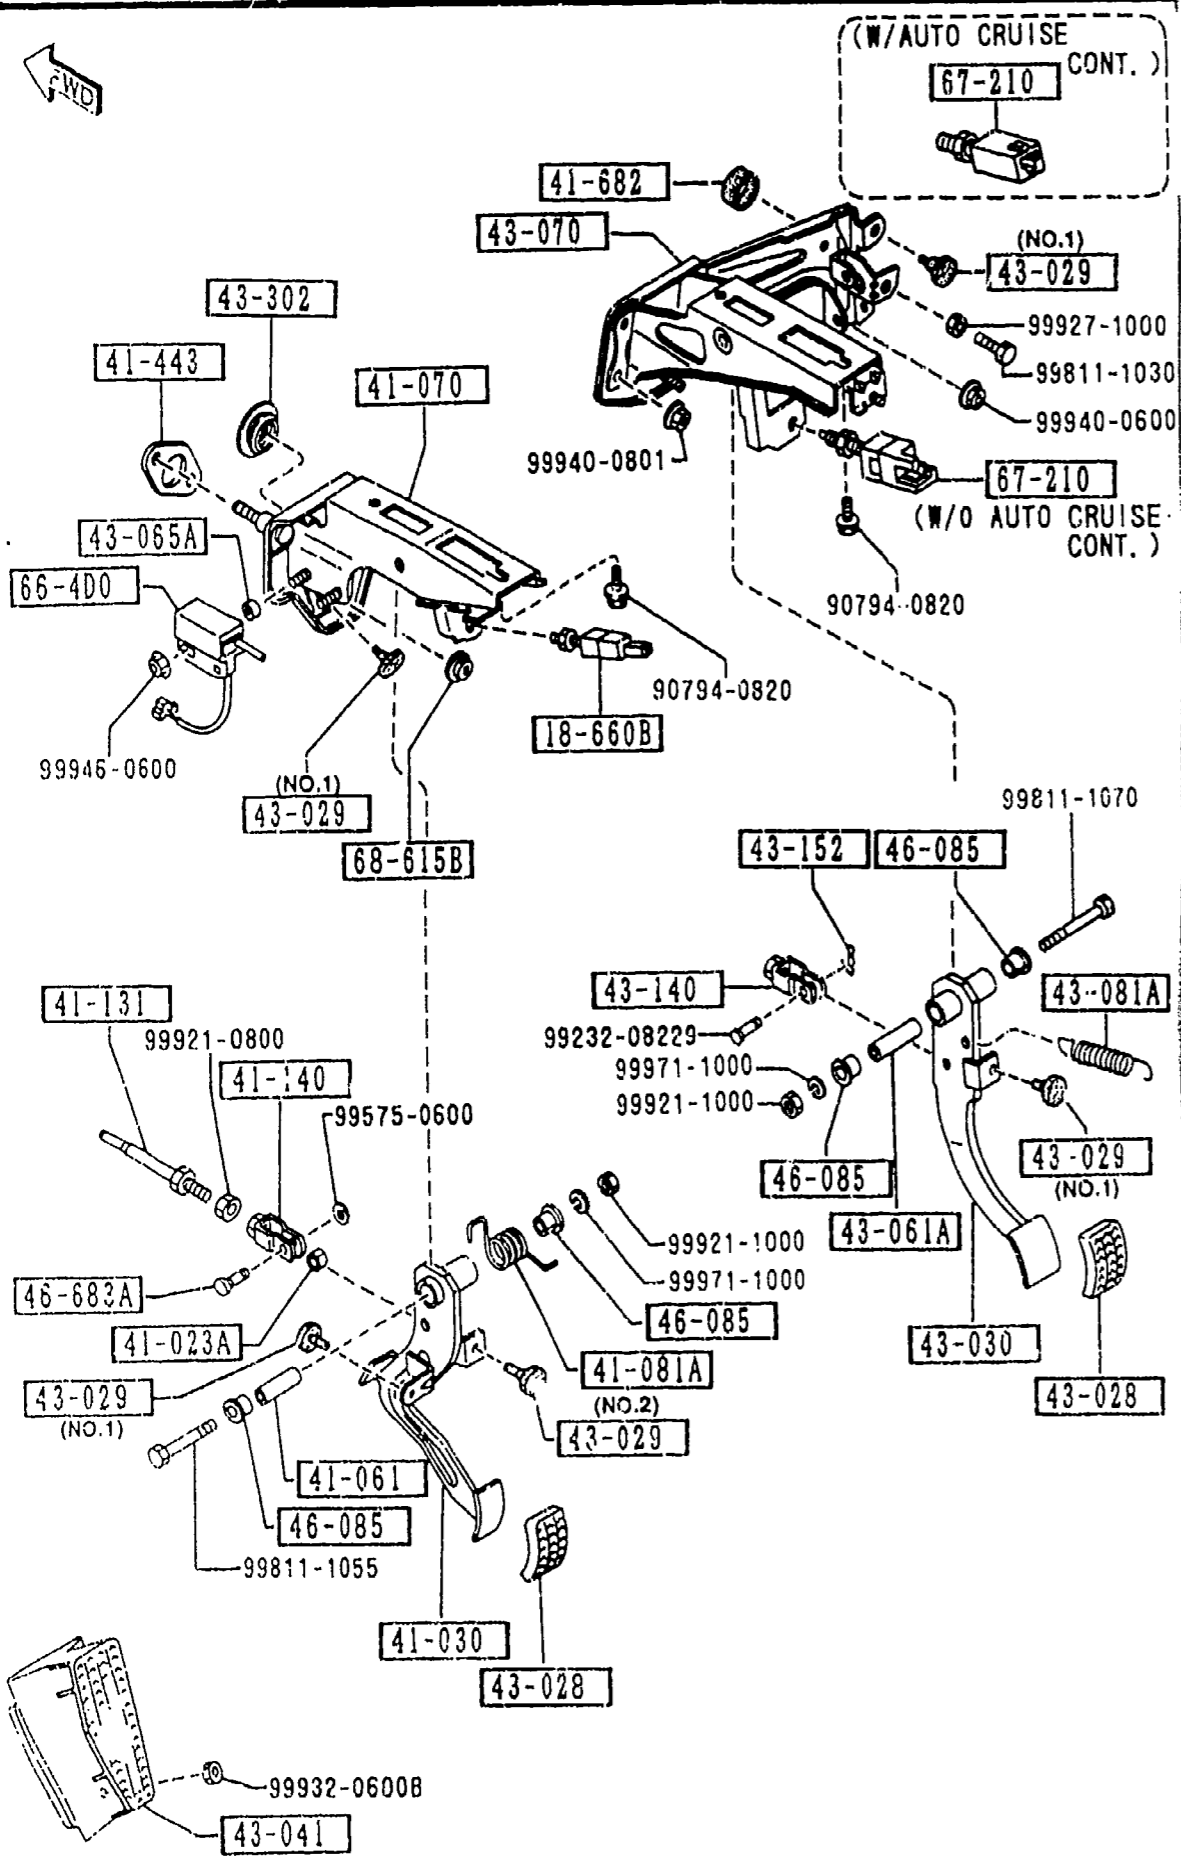 (W/AUTO CRUISE
CONT. )
67-210
FWD
41-682
43-070
(NO.1)
43-029
43-302
99927-1000
41-443
41-070
99811-1030
99940-0600
99940-0801
67-210
(W/O AUTO CRUISE
CONT. )
43-065A
66-4D0
90794-0820
90794-0820
18-660B
99946-0600
(NO.1)
43-029
99811-1070
68-615B
43-152
46-085
41-131
43-140
43-081A
99921-0800
99232-08229
41-140
99971-1000
99575-0600
99921-1000
43-029
(NO.1)
46-085
43-061A
99921-1000
99971-1000
46-683A
46-085
41-023A
43-030
43-029
(NO.1)
41-081A
43-028
(NO.2)
43-029
41-061
46-085
99811-1055
41-030
43-028
99932-0600B
43-041